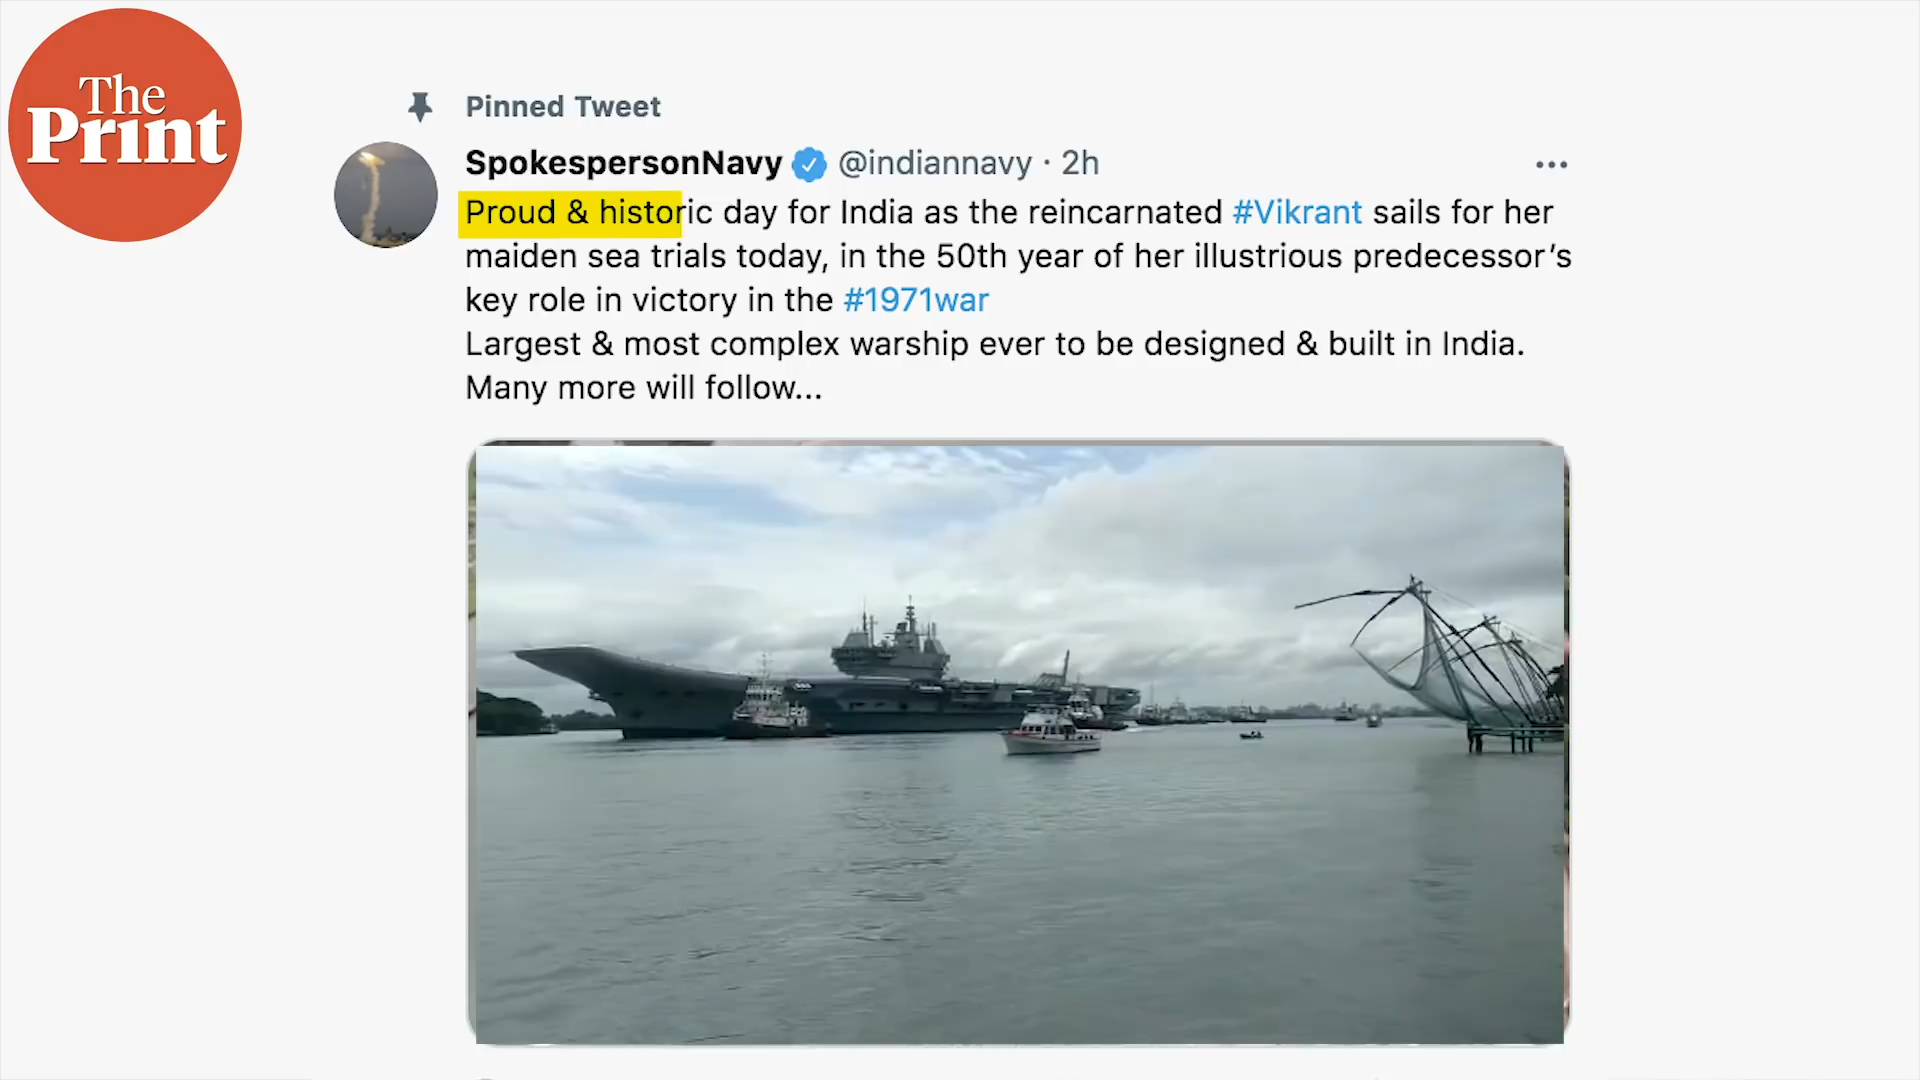 The
Print
Pinned Tweet
SpokespersonNavy @indiannavy · 2h
Proud & historic day for India as the reincarnated #Vikrant sails for her
maiden sea trials today, in the 50th year of her illustrious predecessor’s
key role in victory in the #1971war
Largest & most complex warship ever to be designed & built in India.
Many more will follow...